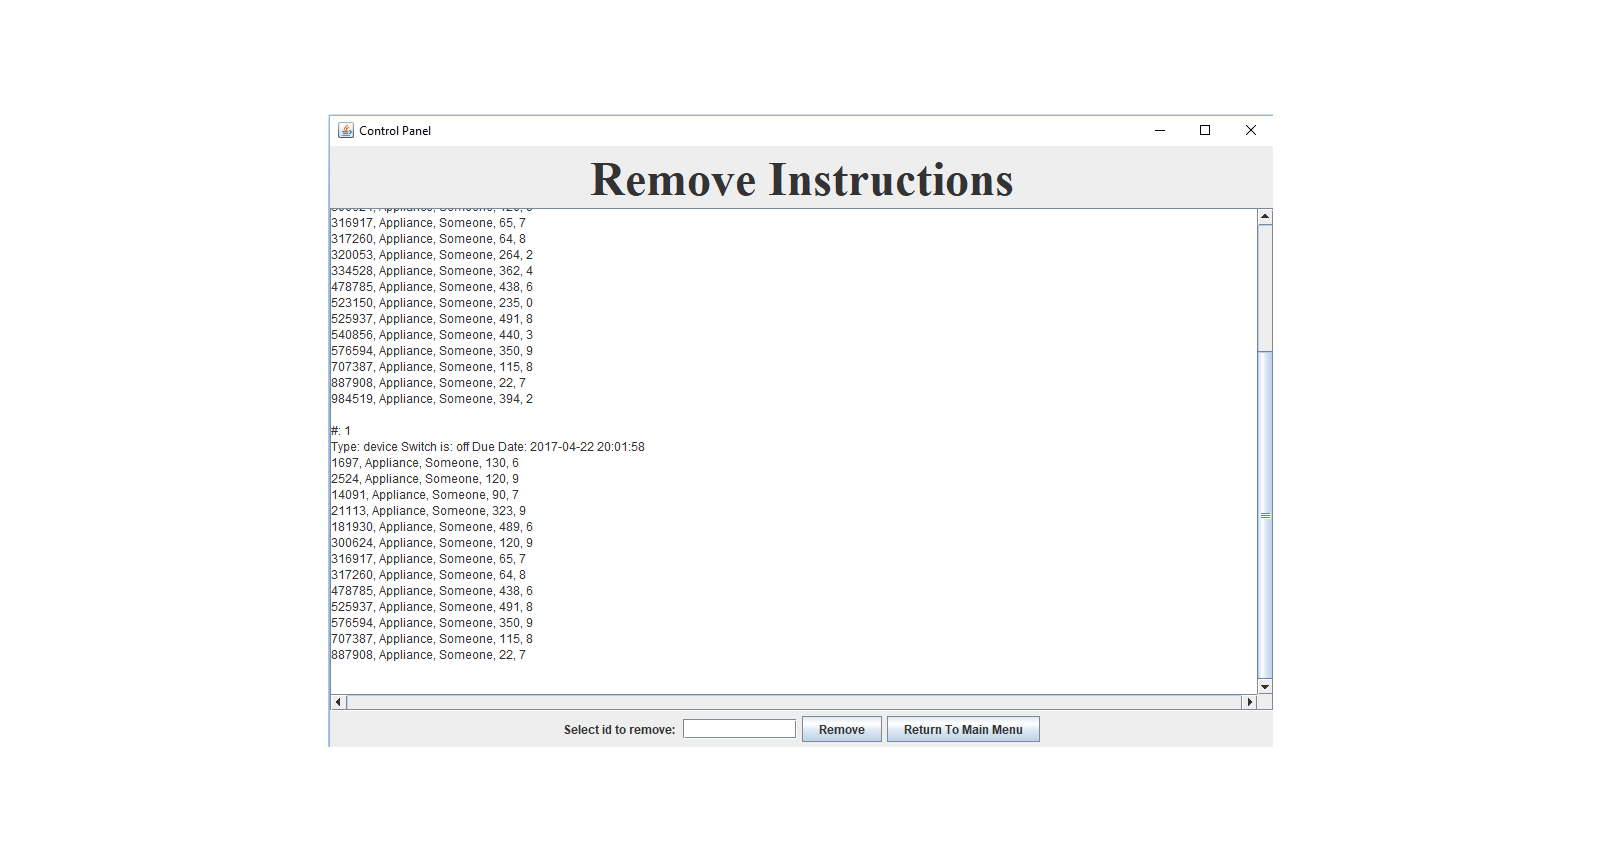 Control Panel
Remove Instructions
316917, Appliance, Someone, 65, 7
317260, Appliance, Someone, 64, 8
320053, Appliance, Someone, 264, 2
334528, Appliance, Someone, 362, 4
478785, Appliance, Someone, 438, 6
523150, Appliance, Someone, 235, 0
525937, Appliance, Someone, 491, 8
540856, Appliance, Someone, 440, 3
576594, Appliance, Someone, 350, 9
707387, Appliance, Someone, 115, 8
887908, Appliance, Someone, 22, 7
984519, Appliance, Someone, 394, 2
#: 1
Type: device Switch is: off Due Date: 2017-04-22 20:01:58
1697, Appliance, Someone, 130, 6
2524, Appliance, Someone, 120, 9
14091, Appliance, Someone, 90, 7
21113, Appliance, Someone, 323, 9
181930, Appliance, Someone, 489, 6
300624, Appliance, Someone, 120, 9
316917, Appliance, Someone, 65, 7
317260, Appliance, Someone, 64, 8
478785, Appliance, Someone, 438, 6
525937, Appliance, Someone, 491, 8
576594, Appliance, Someone, 350, 9
707387, Appliance, Someone, 115, 8
887908, Appliance, Someone, 22, 7
Select id to remove: Remove Return To Main Menu